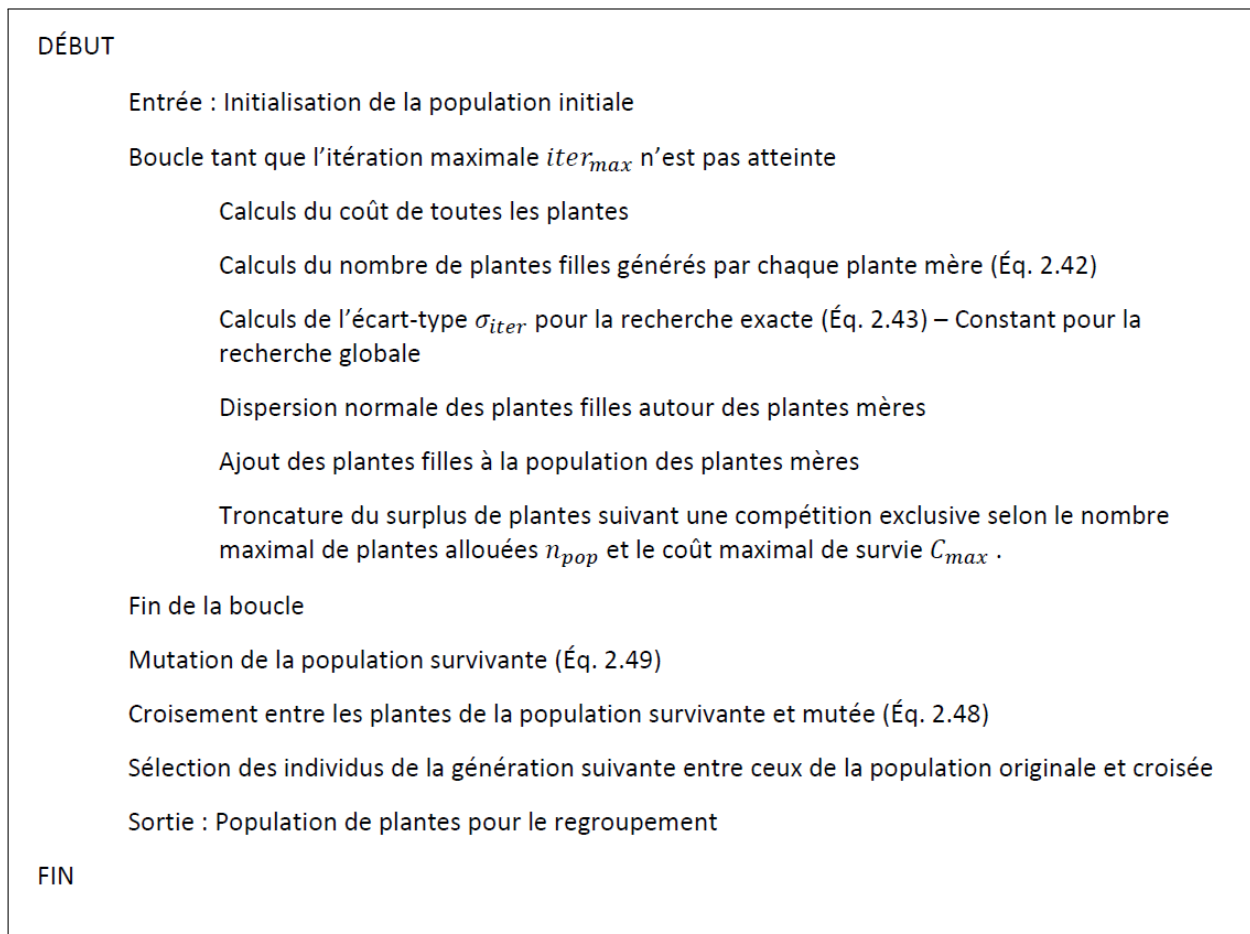 DÉBUT
Entrée : Initialisation de la population initiale
Boucle tant que l’itération maximale iter_max n’est pas atteinte
Calculs du coût de toutes les plantes
Calculs du nombre de plantes filles générés par chaque plante mère (Éq. 2.42)
Calculs de l’écart-type σ_iter pour la recherche exacte (Éq. 2.43) – Constant pour la
recherche globale
Dispersion normale des plantes filles autour des plantes mères
Ajout des plantes filles à la population des plantes mères
Troncature du surplus de plantes suivant une compétition exclusive selon le nombre
maximal de plantes allouées n_pop et le coût maximal de survie C_max .
Fin de la boucle
Mutation de la population survivante (Éq. 2.49)
Croisement entre les plantes de la population survivante et mutée (Éq. 2.48)
Sélection des individus de la génération suivante entre ceux de la population originale et croisée
Sortie : Population de plantes pour le regroupement
FIN